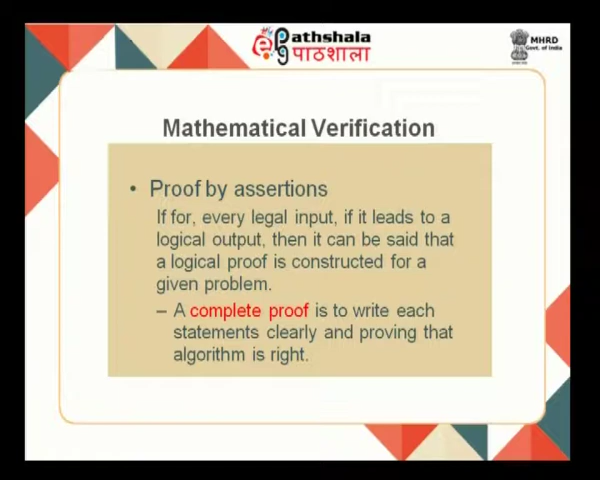 ePathshala
पाठशाला
MHRD
Govt. of India
Mathematical Verification
• Proof by assertions
If for, every legal input, if it leads to a
logical output, then it can be said that
a logical proof is constructed for a
given problem.
– A complete proof is to write each
statements clearly and proving that
algorithm is right.